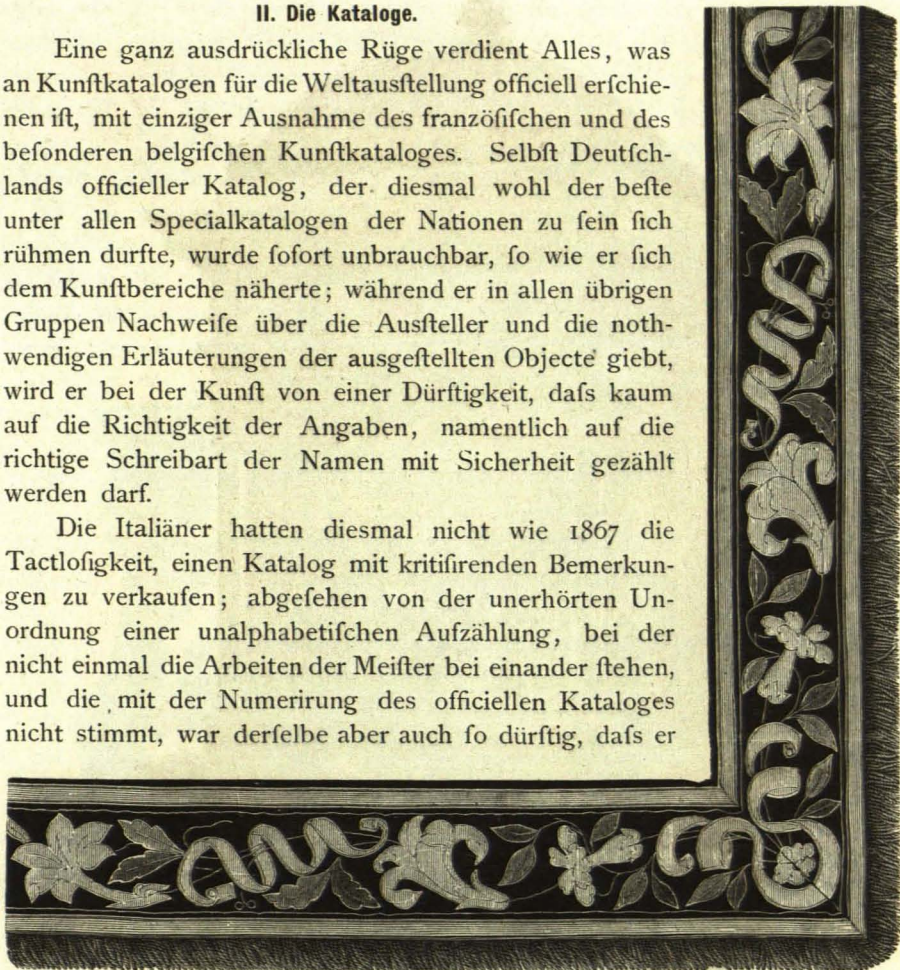 II. Die Kataloge.
Eine ganz ausdrückliche Rüge verdient Alles, was
an Kunſtkatalogen für die Weltausſtellung officiell erſchie-
nen iſt, mit einziger Ausnahme des franzöſiſchen und des
beſonderen belgiſchen Kunſtkataloges. Selbſt Deutſch-
lands officieller Katalog, der diesmal wohl der beſte
unter allen Specialkatalogen der Nationen zu ſein ſich
rühmen durfte, wurde ſofort unbrauchbar, ſo wie er ſich
dem Kunſtbereiche näherte; während er in allen übrigen
Gruppen Nachweiſe über die Ausſteller und die noth-
wendigen Erläuterungen der ausgeſtellten Objecte giebt,
wird er bei der Kunſt von einer Dürftigkeit, daſs kaum
auf die Richtigkeit der Angaben, namentlich auf die
richtige Schreibart der Namen mit Sicherheit gezählt
werden darf.
Die Italiäner hatten diesmal nicht wie 1867 die
Tactloſigkeit, einen Katalog mit kritiſirenden Bemerkun-
gen zu verkaufen; abgeſehen von der unerhörten Un-
ordnung einer unalphabetiſchen Aufzählung, bei der
nicht einmal die Arbeiten der Meiſter bei einander ſtehen,
und die mit der Numerirung des officiellen Kataloges
nicht stimmt, war derſelbe aber auch ſo dürftig, daſs er